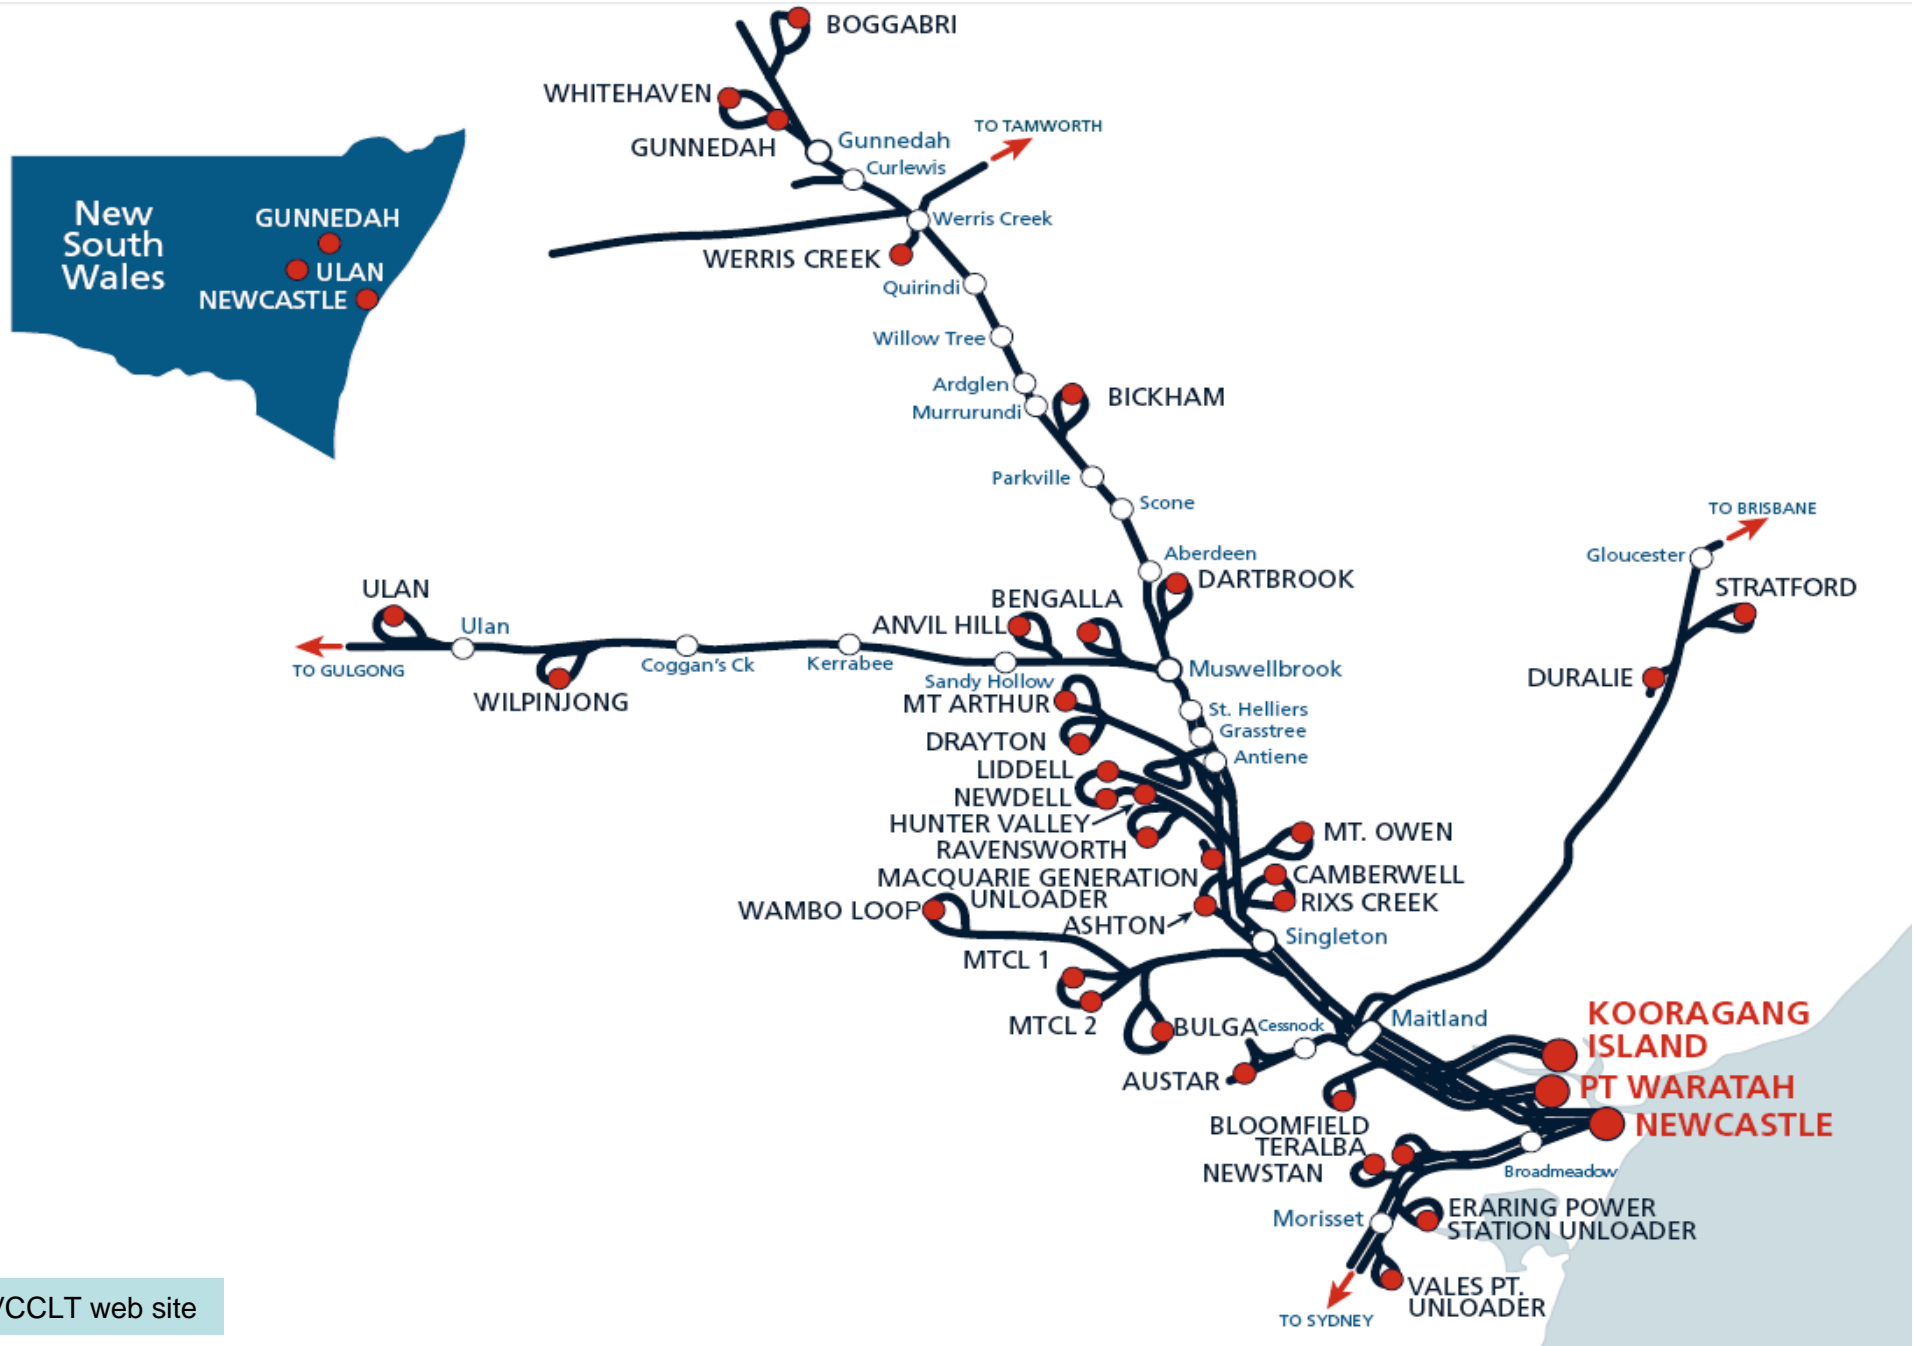 BOGGABRI
WHITEHAVEN
GUNNEDAH
Gunnedah
TO TAMWORTH
Curlewis
Werris Creek
WERRIS CREEK
Quirindi
Willow Tree
Ardglen
Murrurundi
BICKHAM
Parkville
Scone
Aberdeen
DARTBROOK
New
South
Wales
GUNNEDAH
ULAN
NEWCASTLE
TO BRISBANE
Gloucester
STRATFORD
DURALIE
ULAN
Ulan
TO GULGONG
WILPINJONG
Coggan's Ck
Kerrabee
ANVIL HILL
BENGALLA
Sandy Hollow
Muswellbrook
MT ARTHUR
St. Helliers
Grasstree
DRAYTON
Antiene
LIDDELL
NEWDELL
HUNTER VALLEY
RAVENSWORTH
MT. OWEN
MACQUARIE GENERATION
UNLOADER
CAMBERWELL
RIXS CREEK
WAMBO LOOP
ASHTON
Singleton
MTCL 1
MTCL 2
BULGA
Cessnock
Maitland
AUSTAR
KOORAGANG
ISLAND
PT WARATAH
NEWCASTLE
BLOOMFIELD
TERALBA
NEWSTAN
Broadmeadow
Morisset
ERARING POWER
STATION UNLOADER
VALES PT.
UNLOADER
TO SYDNEY
/CCLT web site